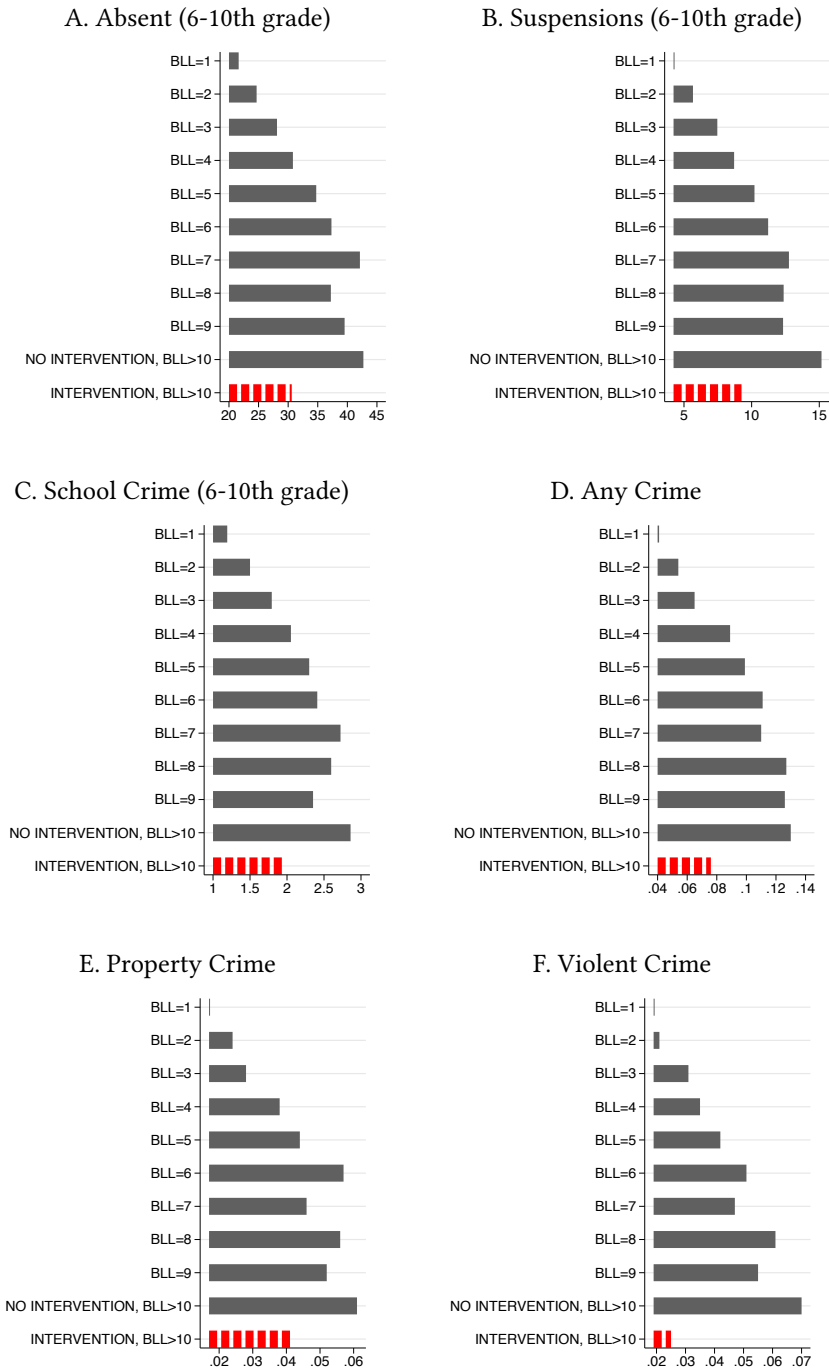 A. Absent (6-10th grade)
BLL=1
BLL=2
BLL=3
BLL=4
BLL=5
BLL=6
BLL=7
BLL=8
BLL=9
NO INTERVENTION, BLL>10
INTERVENTION, BLL>10
20 25 30 35 40 45
B. Suspensions (6-10th grade)
BLL=1
BLL=2
BLL=3
BLL=4
BLL=5
BLL=6
BLL=7
BLL=8
BLL=9
NO INTERVENTION, BLL>10
INTERVENTION, BLL>10
5 10 15
C. School Crime (6-10th grade)
BLL=1
BLL=2
BLL=3
BLL=4
BLL=5
BLL=6
BLL=7
BLL=8
BLL=9
NO INTERVENTION, BLL>10
INTERVENTION, BLL>10
1 1.5 2 2.5 3
D. Any Crime
BLL=1
BLL=2
BLL=3
BLL=4
BLL=5
BLL=6
BLL=7
BLL=8
BLL=9
NO INTERVENTION, BLL>10
INTERVENTION, BLL>10
.04 .06 .08 .1 .12 .14
E. Property Crime
BLL=1
BLL=2
BLL=3
BLL=4
BLL=5
BLL=6
BLL=7
BLL=8
BLL=9
NO INTERVENTION, BLL>10
INTERVENTION, BLL>10
.02 .03 .04 .05 .06
F. Violent Crime
BLL=1
BLL=2
BLL=3
BLL=4
BLL=5
BLL=6
BLL=7
BLL=8
BLL=9
NO INTERVENTION, BLL>10
INTERVENTION, BLL>10
.02 .03 .04 .05 .06 .07